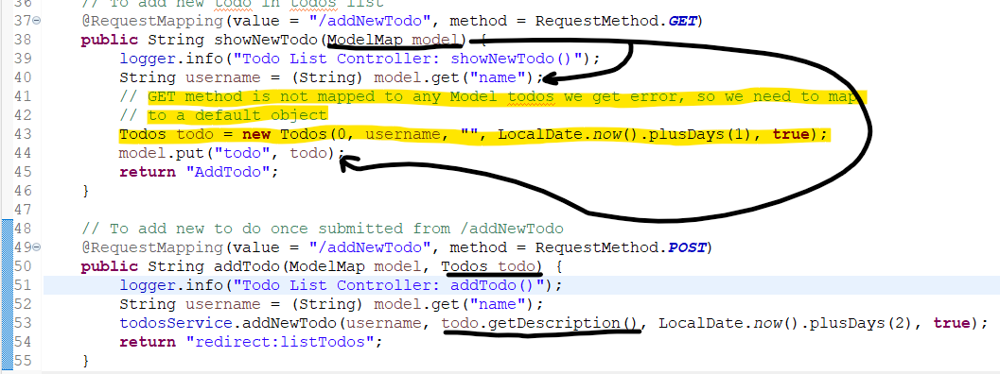 36 // To add new todo in todos list
37 @RequestMapping(value = "/addNewTodo", method = RequestMethod.GET)
38 public String showNewTodo(ModelMap model) {
39 logger.info("Todo List Controller: showNewTodo()");
40 String username = (String) model.get("name");
41 // GET method is not mapped to any Model todos we get error, so we need to map
42 // to a default object
43 Todos todo = new Todos(0, username, "", LocalDate.now().plusDays(1), true);
44 model.put("todo", todo);
45 return "AddTodo";
46 }
47
48 // To add new to do once submitted from /addNewTodo
49 @RequestMapping(value = "/addNewTodo", method = RequestMethod.POST)
50 public String addTodo(ModelMap model, Todos todo) {
51 logger.info("Todo List Controller: addTodo()");
52 String username = (String) model.get("name");
53 todosService.addNewTodo(username, todo.getDescription(), LocalDate.now().plusDays(2), true);
54 return "redirect:listTodos";
55 }